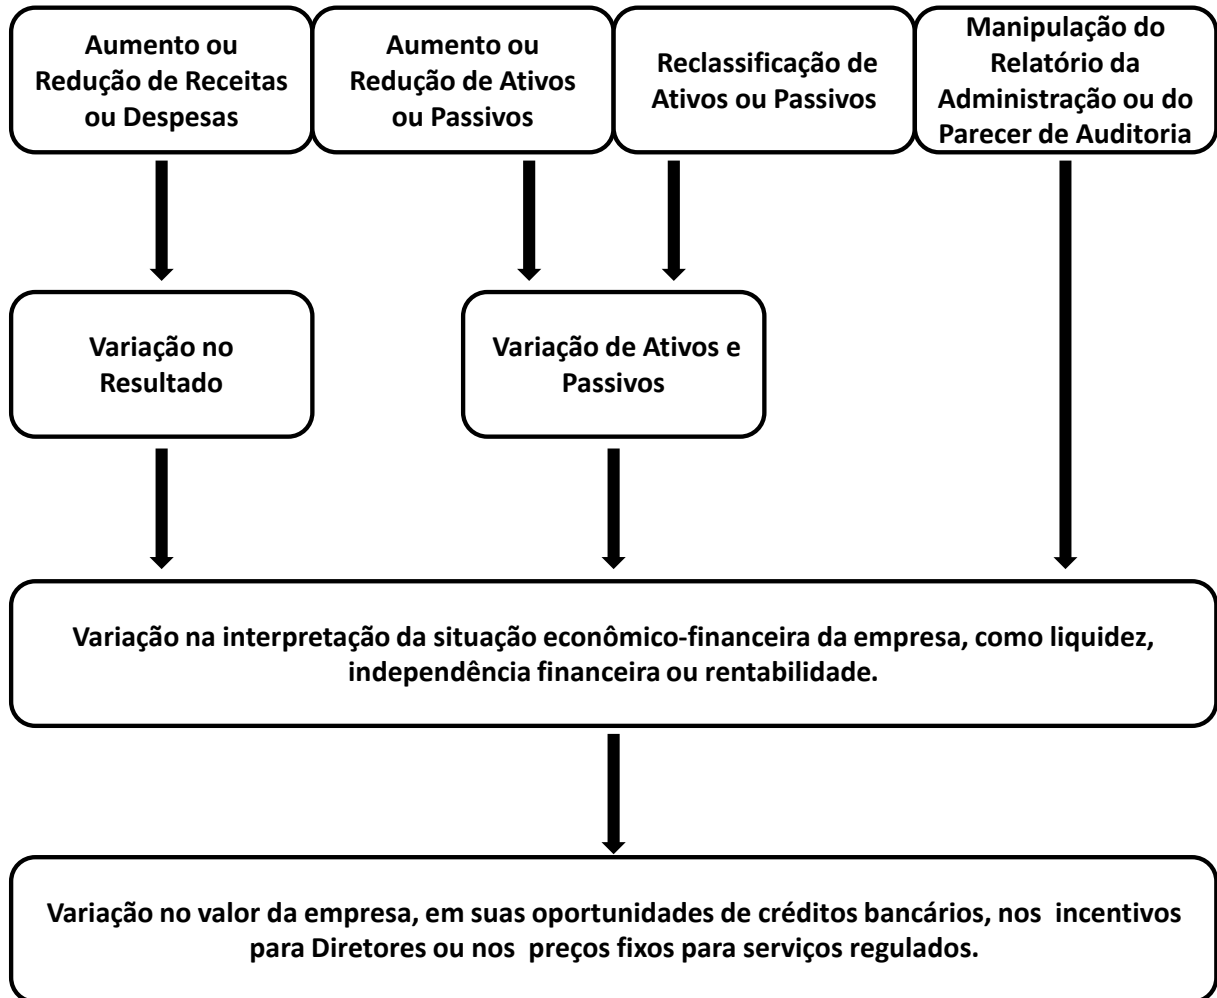 Aumento ou
Redução de Receitas
ou Despesas
Aumento ou
Redução de Ativos
ou Passivos
Reclassificação de
Ativos ou Passivos
Manipulação do
Relatório da
Administração ou do
Parecer de Auditoria
Variação no
Resultado
Variação de Ativos e
Passivos
Variação na interpretação da situação econômico-financeira da empresa, como liquidez,
independência financeira ou rentabilidade.
Variação no valor da empresa, em suas oportunidades de créditos bancários, nos incentivos
para Diretores ou nos preços fixos para serviços regulados.